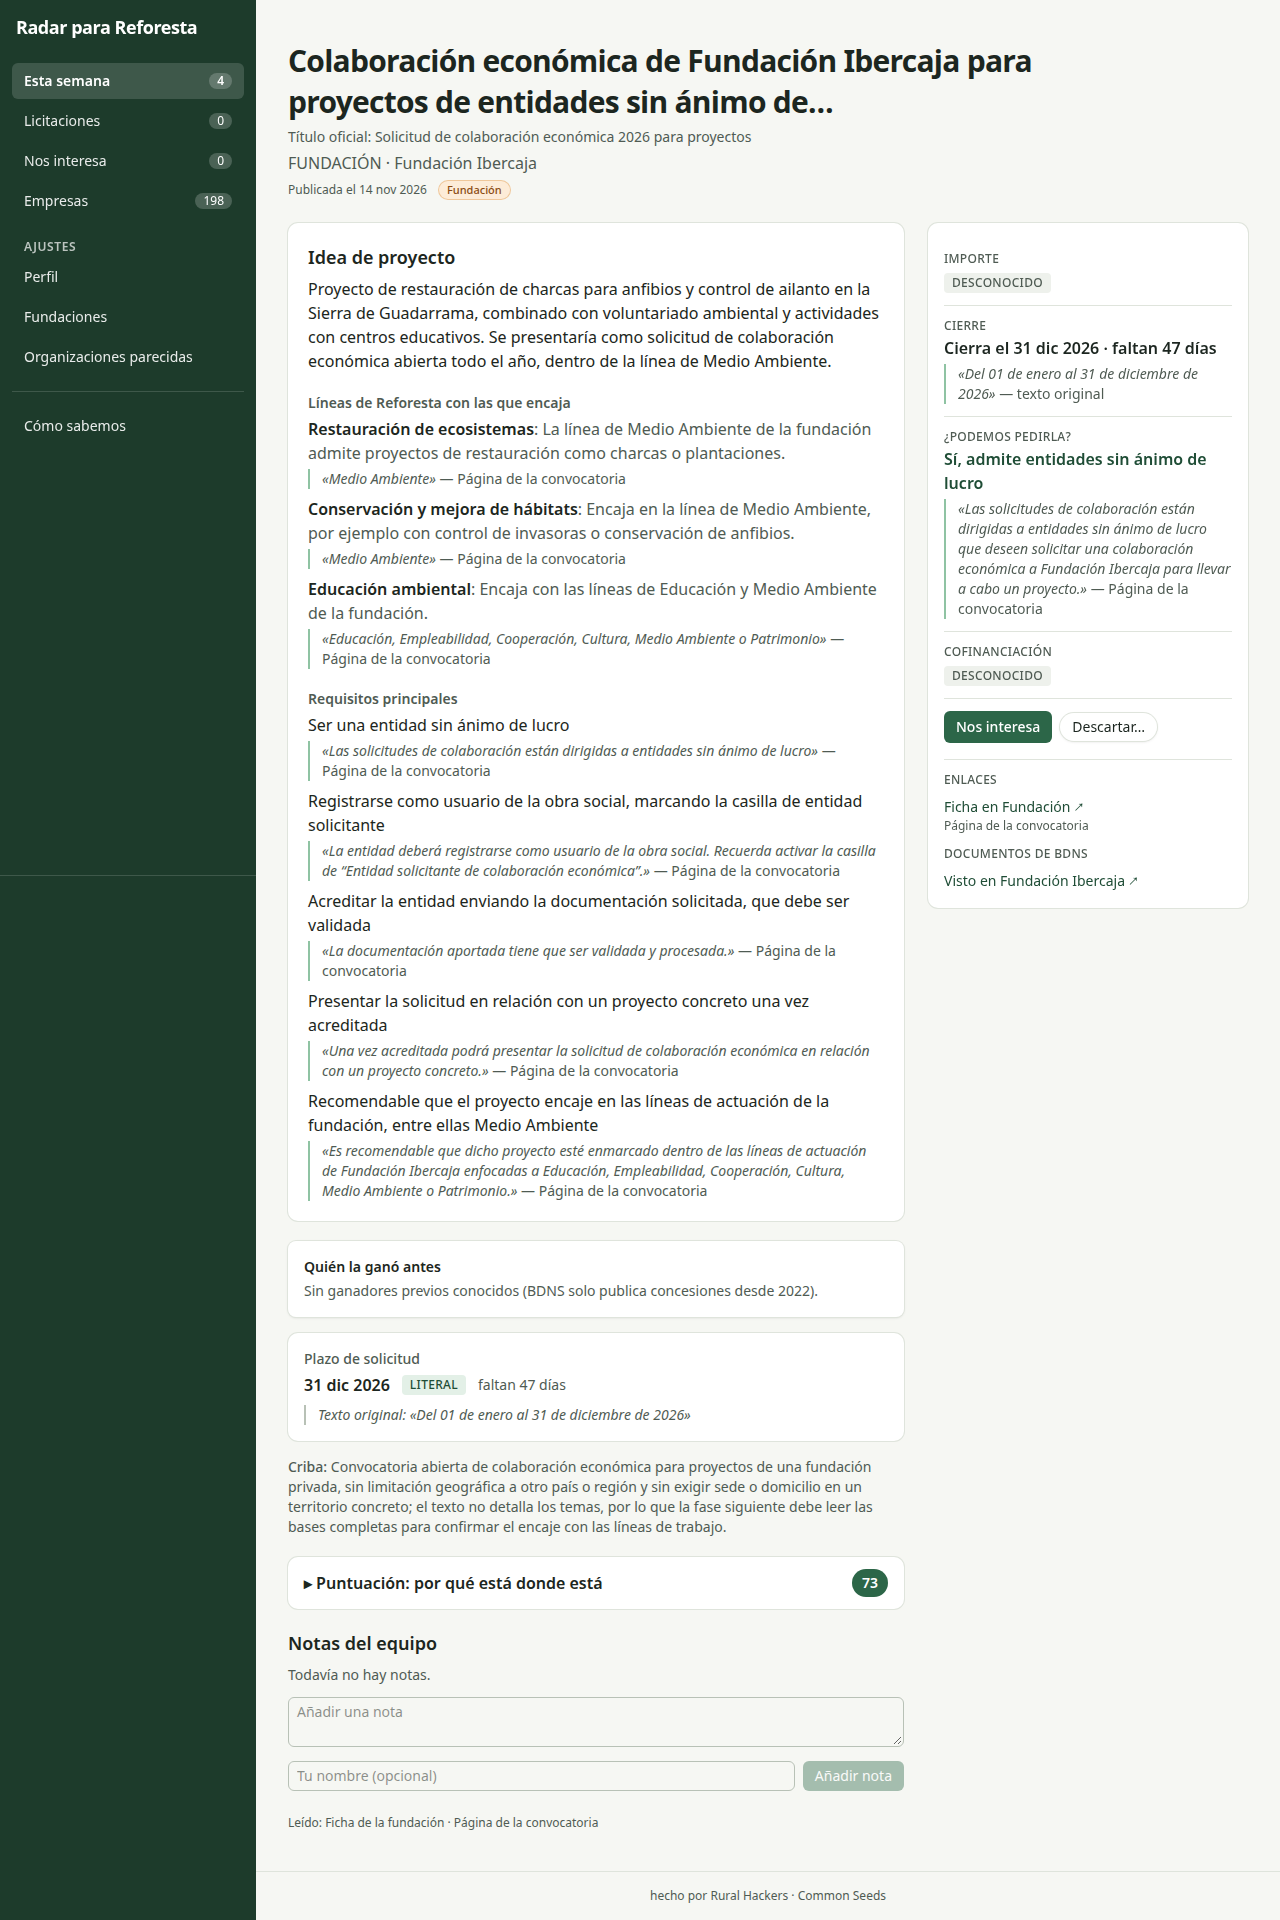 Radar para Reforesta
Esta semana 4
Licitaciones 0
Nos interesa 0
Empresas 198
AJUSTES
Perfil
Fundaciones
Organizaciones parecidas
Cómo sabemos
Colaboración económica de Fundación Ibercaja para
proyectos de entidades sin ánimo de...
Título oficial: Solicitud de colaboración económica 2026 para proyectos
FUNDACIÓN · Fundación Ibercaja
Publicada el 14 nov 2026 Fundación
Idea de proyecto
Proyecto de restauración de charcas para anfibios y control de ailanto en la
Sierra de Guadarrama, combinado con voluntariado ambiental y actividades
con centros educativos. Se presentaría como solicitud de colaboración
económica abierta todo el año, dentro de la línea de Medio Ambiente.
Líneas de Reforesta con las que encaja
Restauración de ecosistemas: La línea de Medio Ambiente de la fundación
admite proyectos de restauración como charcas o plantaciones.
«Medio Ambiente» — Página de la convocatoria
Conservación y mejora de hábitats: Encaja en la línea de Medio Ambiente,
por ejemplo con control de invasoras o conservación de anfibios.
«Medio Ambiente» — Página de la convocatoria
Educación ambiental: Encaja con las líneas de Educación y Medio Ambiente
de la fundación.
«Educación, Empleabilidad, Cooperación, Cultura, Medio Ambiente o Patrimonio» —
Página de la convocatoria
Requisitos principales
Ser una entidad sin ánimo de lucro
«Las solicitudes de colaboración están dirigidas a entidades sin ánimo de lucro» —
Página de la convocatoria
Registrarse como usuario de la obra social, marcando la casilla de entidad
solicitante
«La entidad deberá registrarse como usuario de la obra social. Recuerda activar la casilla
de “Entidad solicitante de colaboración económica”.» — Página de la convocatoria
Acreditar la entidad enviando la documentación solicitada, que debe ser
validada
«La documentación aportada tiene que ser validada y procesada.» — Página de la
convocatoria
Presentar la solicitud en relación con un proyecto concreto una vez
acreditada
«Una vez acreditada podrá presentar la solicitud de colaboración económica en relación
con un proyecto concreto.» — Página de la convocatoria
Recomendable que el proyecto encaje en las líneas de actuación de la
fundación, entre ellas Medio Ambiente
«Es recomendable que dicho proyecto esté enmarcado dentro de las líneas de actuación
de Fundación Ibercaja enfocadas a Educación, Empleabilidad, Cooperación, Cultura,
Medio Ambiente o Patrimonio.» — Página de la convocatoria
IMPORTE
DESCONOCIDO
CIERRE
Cierra el 31 dic 2026 · faltan 47 días
«Del 01 de enero al 31 de diciembre de
2026» — texto original
¿PODEMOS PEDIRLA?
Sí, admite entidades sin ánimo de
lucro
«Las solicitudes de colaboración están
dirigidas a entidades sin ánimo de lucro
que deseen solicitar una colaboración
económica a Fundación Ibercaja para llevar
a cabo un proyecto.» — Página de la
convocatoria
COFINANCIACIÓN
DESCONOCIDO
Nos interesa Descartar...
ENLACES
Ficha en Fundación ↗
Página de la convocatoria
DOCUMENTOS DE BDNS
Visto en Fundación Ibercaja ↗
Quién la ganó antes
Sin ganadores previos conocidos (BDNS solo publica concesiones desde 2022).
Plazo de solicitud
31 dic 2026 LITERAL faltan 47 días
Texto original: «Del 01 de enero al 31 de diciembre de 2026»
Criba: Convocatoria abierta de colaboración económica para proyectos de una fundación
privada, sin limitación geográfica a otro país o región y sin exigir sede o domicilio en un
territorio concreto; el texto no detalla los temas, por lo que la fase siguiente debe leer las
bases completas para confirmar el encaje con las líneas de trabajo.
▸ Puntuación: por qué está donde está 73
Notas del equipo
Todavía no hay notas.
Añadir una nota
Tu nombre (opcional) Añadir nota
Leído: Ficha de la fundación · Página de la convocatoria
hecho por Rural Hackers · Common Seeds